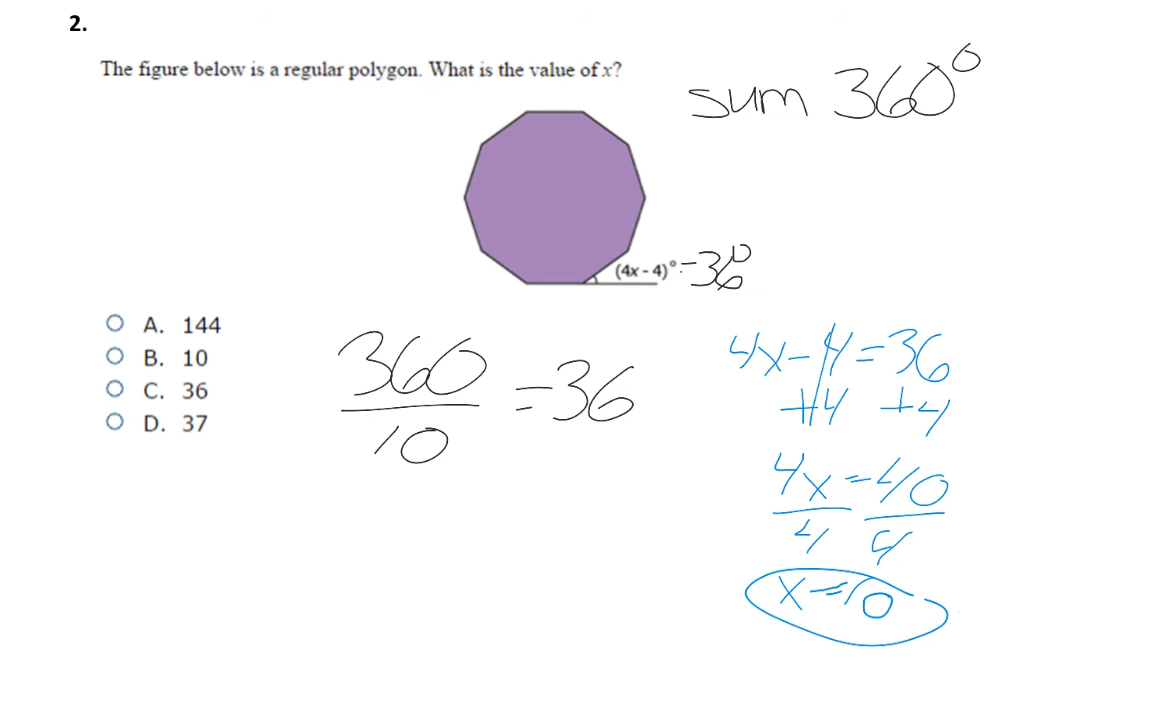 2.
The figure below is a regular polygon. What is the value of x?
sum 360°
(4x - 4)° = 36°
A. 144
B. 10
C. 36
D. 37
360
10
=36
4x-4=36
+4 +4
4x=40
4 4
x=10